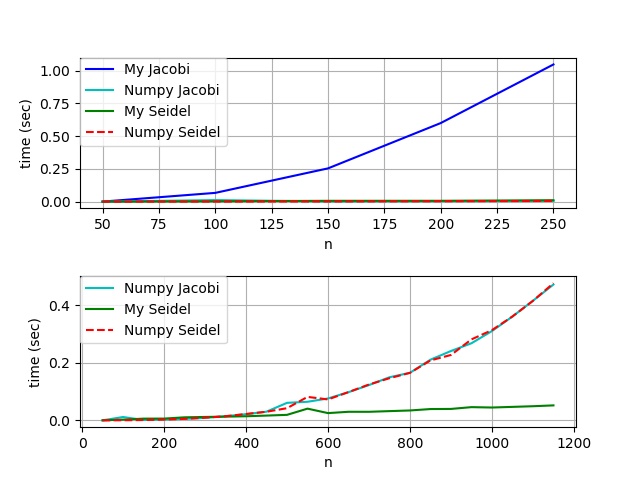 1.00
0.75
0.50
0.25
0.00
time (sec)
My Jacobi
Numpy Jacobi
My Seidel
Numpy Seidel
50 75 100 125 150 175 200 225 250
n
0.4
0.2
0.0
time (sec)
Numpy Jacobi
My Seidel
Numpy Seidel
0 200 400 600 800 1000 1200
n